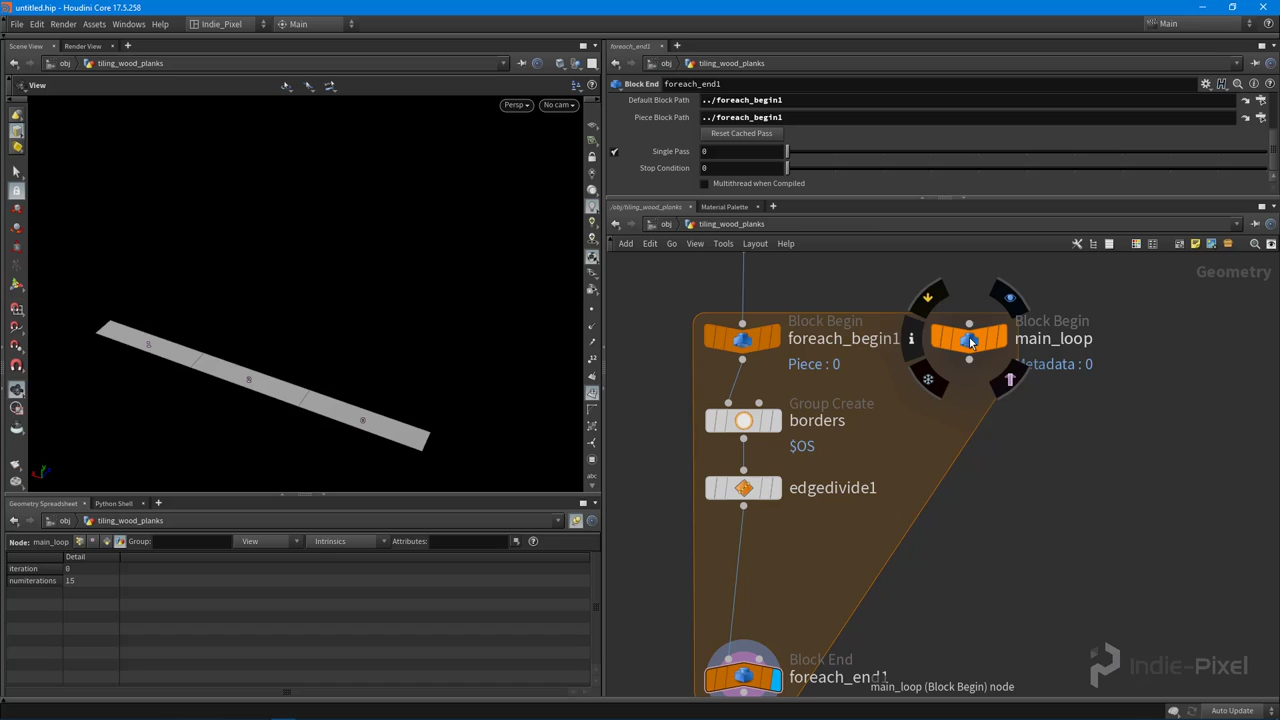 untitled.hip - Houdini Core 17.5.258
File Edit Render Assets Windows Help Indie_Pixel Main Main
Scene View Render View
foreach_end1
obj tiling_wood_planks
obj tiling_wood_planks
View
Block End foreach_end1
Persp No cam
Default Block Path ../foreach_begin1
Piece Block Path ../foreach_begin1
Reset Cached Pass
Single Pass 0
Stop Condition 0
Multithread when Compiled
/obj/tiling_wood_planks Material Palette
obj tiling_wood_planks
Add Edit Go View Tools Layout Help
Geometry
Block Begin
foreach_begin1
Piece : 0
Block Begin
main_loop
etadata : 0
Group Create
borders
$OS
edgedivide1
Block End
foreach_end1
main_loop (Block Begin) node
Indie-Pixel
Geometry Spreadsheet Python Shell
obj tiling_wood_planks
Node: main_loop Group: View Intrinsics Attributes:
Detail
iteration 0
numiterations 15
Auto Update